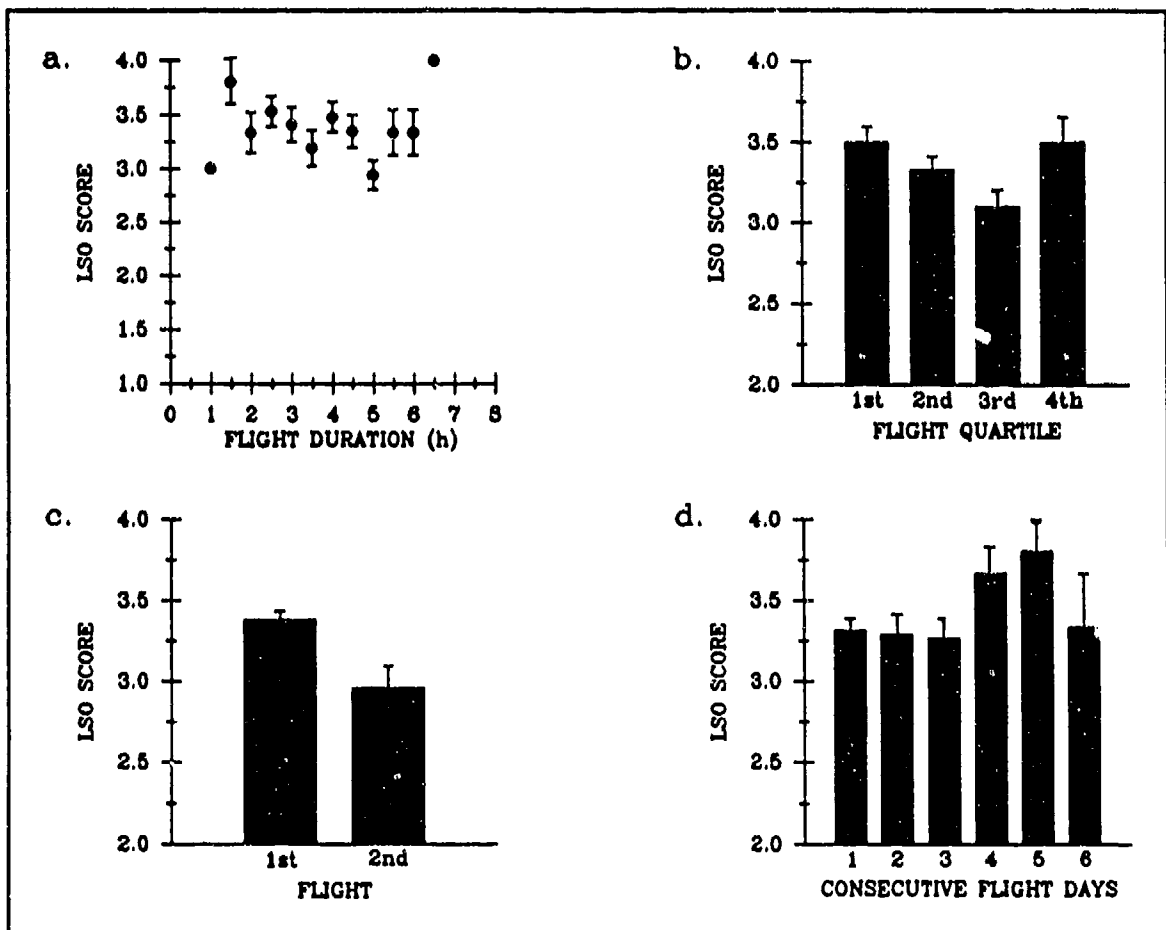 a.
4.0
3.5
3.0
2.5
2.0
1.5
1.0
LSO SCORE
0 1 2 3 4 5 6 7 8
FLIGHT DURATION (h)
b.
4.0
3.5
3.0
2.5
2.0
LSO SCORE
1st 2nd 3rd 4th
FLIGHT QUARTILE
c.
4.0
3.5
3.0
2.5
2.0
LSO SCORE
1st 2nd
FLIGHT
d.
4.0
3.5
3.0
2.5
2.0
LSO SCORE
1 2 3 4 5 6
CONSECUTIVE FLIGHT DAYS